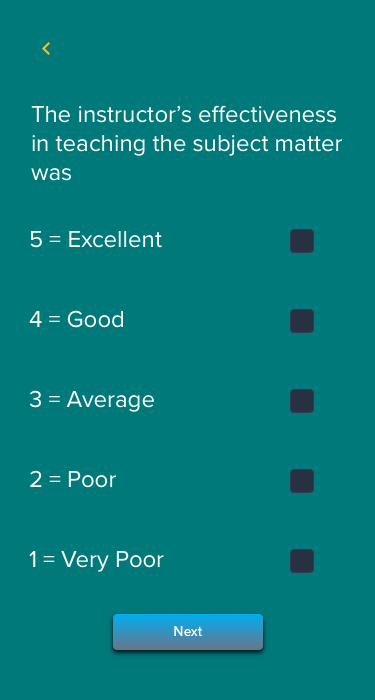 The instructor’s effectiveness
in teaching the subject matter
was
5 = Excellent
4 = Good
3 = Average
2 = Poor
1 = Very Poor
Next